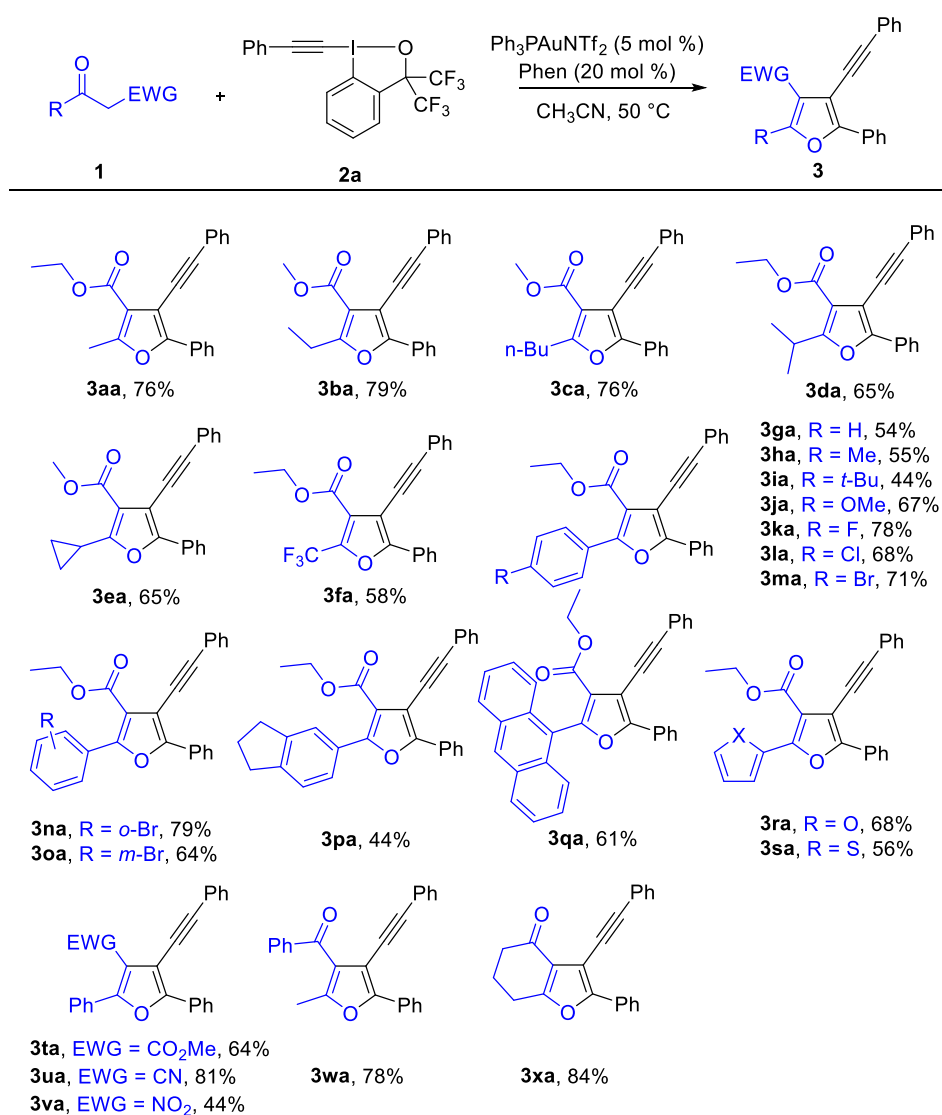 O
R
EWG
1
+
Ph
I
O
CF3
CF3
2a
Ph3PAuNTf2 (5 mol %)
Phen (20 mol %)
CH3CN, 50 °C
Ph
EWG
R
O
Ph
3
O
O
Ph
O
Ph
3aa, 76%
O
O
Ph
O
Ph
3ba, 79%
O
O
Ph
n-Bu
O
Ph
3ca, 76%
O
O
Ph
O
Ph
3da, 65%
O
O
Ph
O
Ph
3ea, 65%
O
O
Ph
F3C
O
Ph
3fa, 58%
O
O
Ph
R
O
Ph
3ga, R = H, 54%
3ha, R = Me, 55%
3ia, R = t-Bu, 44%
3ja, R = OMe, 67%
3ka, R = F, 78%
3la, R = Cl, 68%
3ma, R = Br, 71%
O
O
Ph
R
O
Ph
3na, R = o-Br, 79%
3oa, R = m-Br, 64%
O
O
Ph
O
Ph
3pa, 44%
O
O
Ph
O
Ph
3qa, 61%
O
O
Ph
X
O
Ph
3ra, R = O, 68%
3sa, R = S, 56%
Ph
EWG
Ph
O
Ph
3ta, EWG = CO2Me, 64%
3ua, EWG = CN, 81%
3va, EWG = NO2, 44%
Ph
O
Ph
O
Ph
3wa, 78%
Ph
O
O
Ph
3xa, 84%